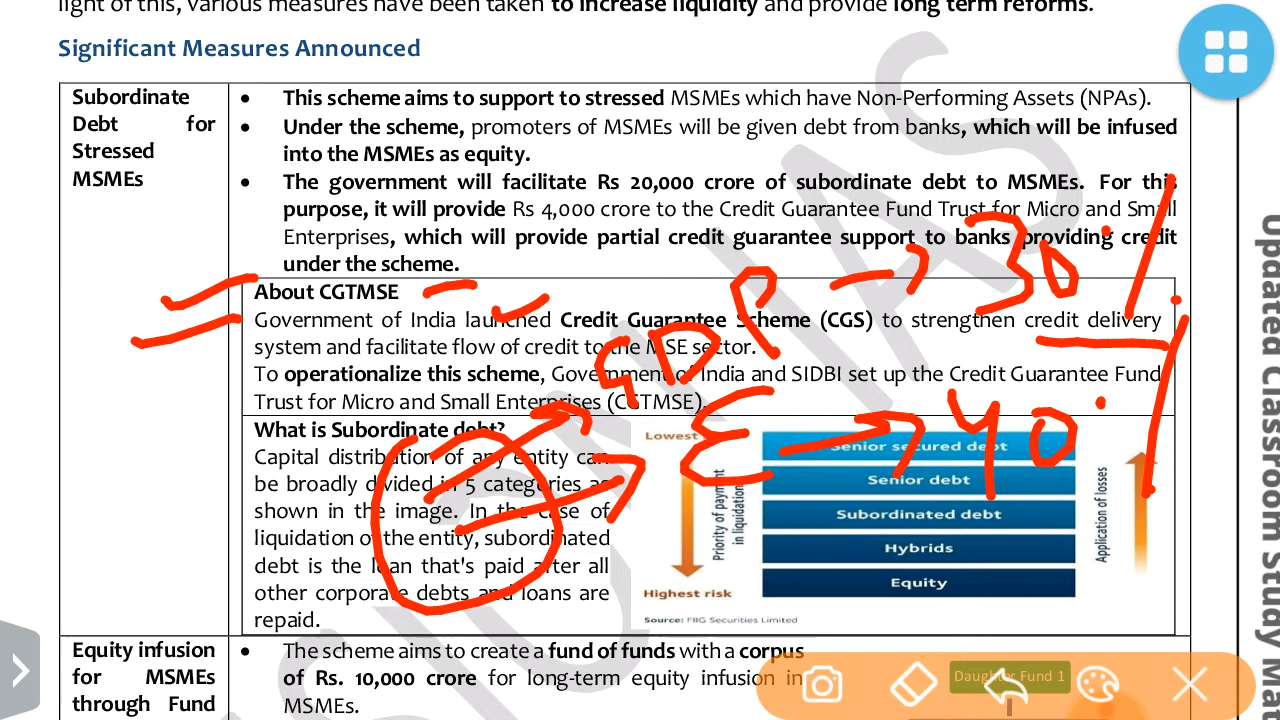 light of this, various measures have been taken to increase liquidity and provide long term reforms.
Significant Measures Announced
Subordinate
Debt for
Stressed
MSMEs
• This scheme aims to support to stressed MSMEs which have Non-Performing Assets (NPAs).
• Under the scheme, promoters of MSMEs will be given debt from banks, which will be infused
into the MSMEs as equity.
• The government will facilitate Rs 20,000 crore of subordinate debt to MSMEs. For this
purpose, it will provide Rs 4,000 crore to the Credit Guarantee Fund Trust for Micro and Small
Enterprises, which will provide partial credit guarantee support to banks providing credit
under the scheme.
About CGTMSE
Government of India launched Credit Guarantee Scheme (CGS) to strengthen credit delivery
system and facilitate flow of credit to the MSE sector.
To operationalize this scheme, Government of India and SIDBI set up the Credit Guarantee Fund
Trust for Micro and Small Enterprises (CGTMSE).
What is Subordinate debt?
Capital distribution of any entity can
be broadly divided in 5 categories as
shown in the image. In the case of
liquidation of the entity, subordinated
debt is the loan that's paid after all
other corporate debts and loans are
repaid.
Lowest
Priority of payment
in liquidation
Highest risk
Senior secured debt
Senior debt
Subordinated debt
Hybrids
Equity
Application of losses
Source: FIIG Securities Limited
GDP
30%
E
40%
Equity infusion
for MSMEs
through Fund
• The scheme aims to create a fund of funds with a corpus
of Rs. 10,000 crore for long-term equity infusion in
MSMEs.
Daughter Fund 1
Updated Classroom Study Mat